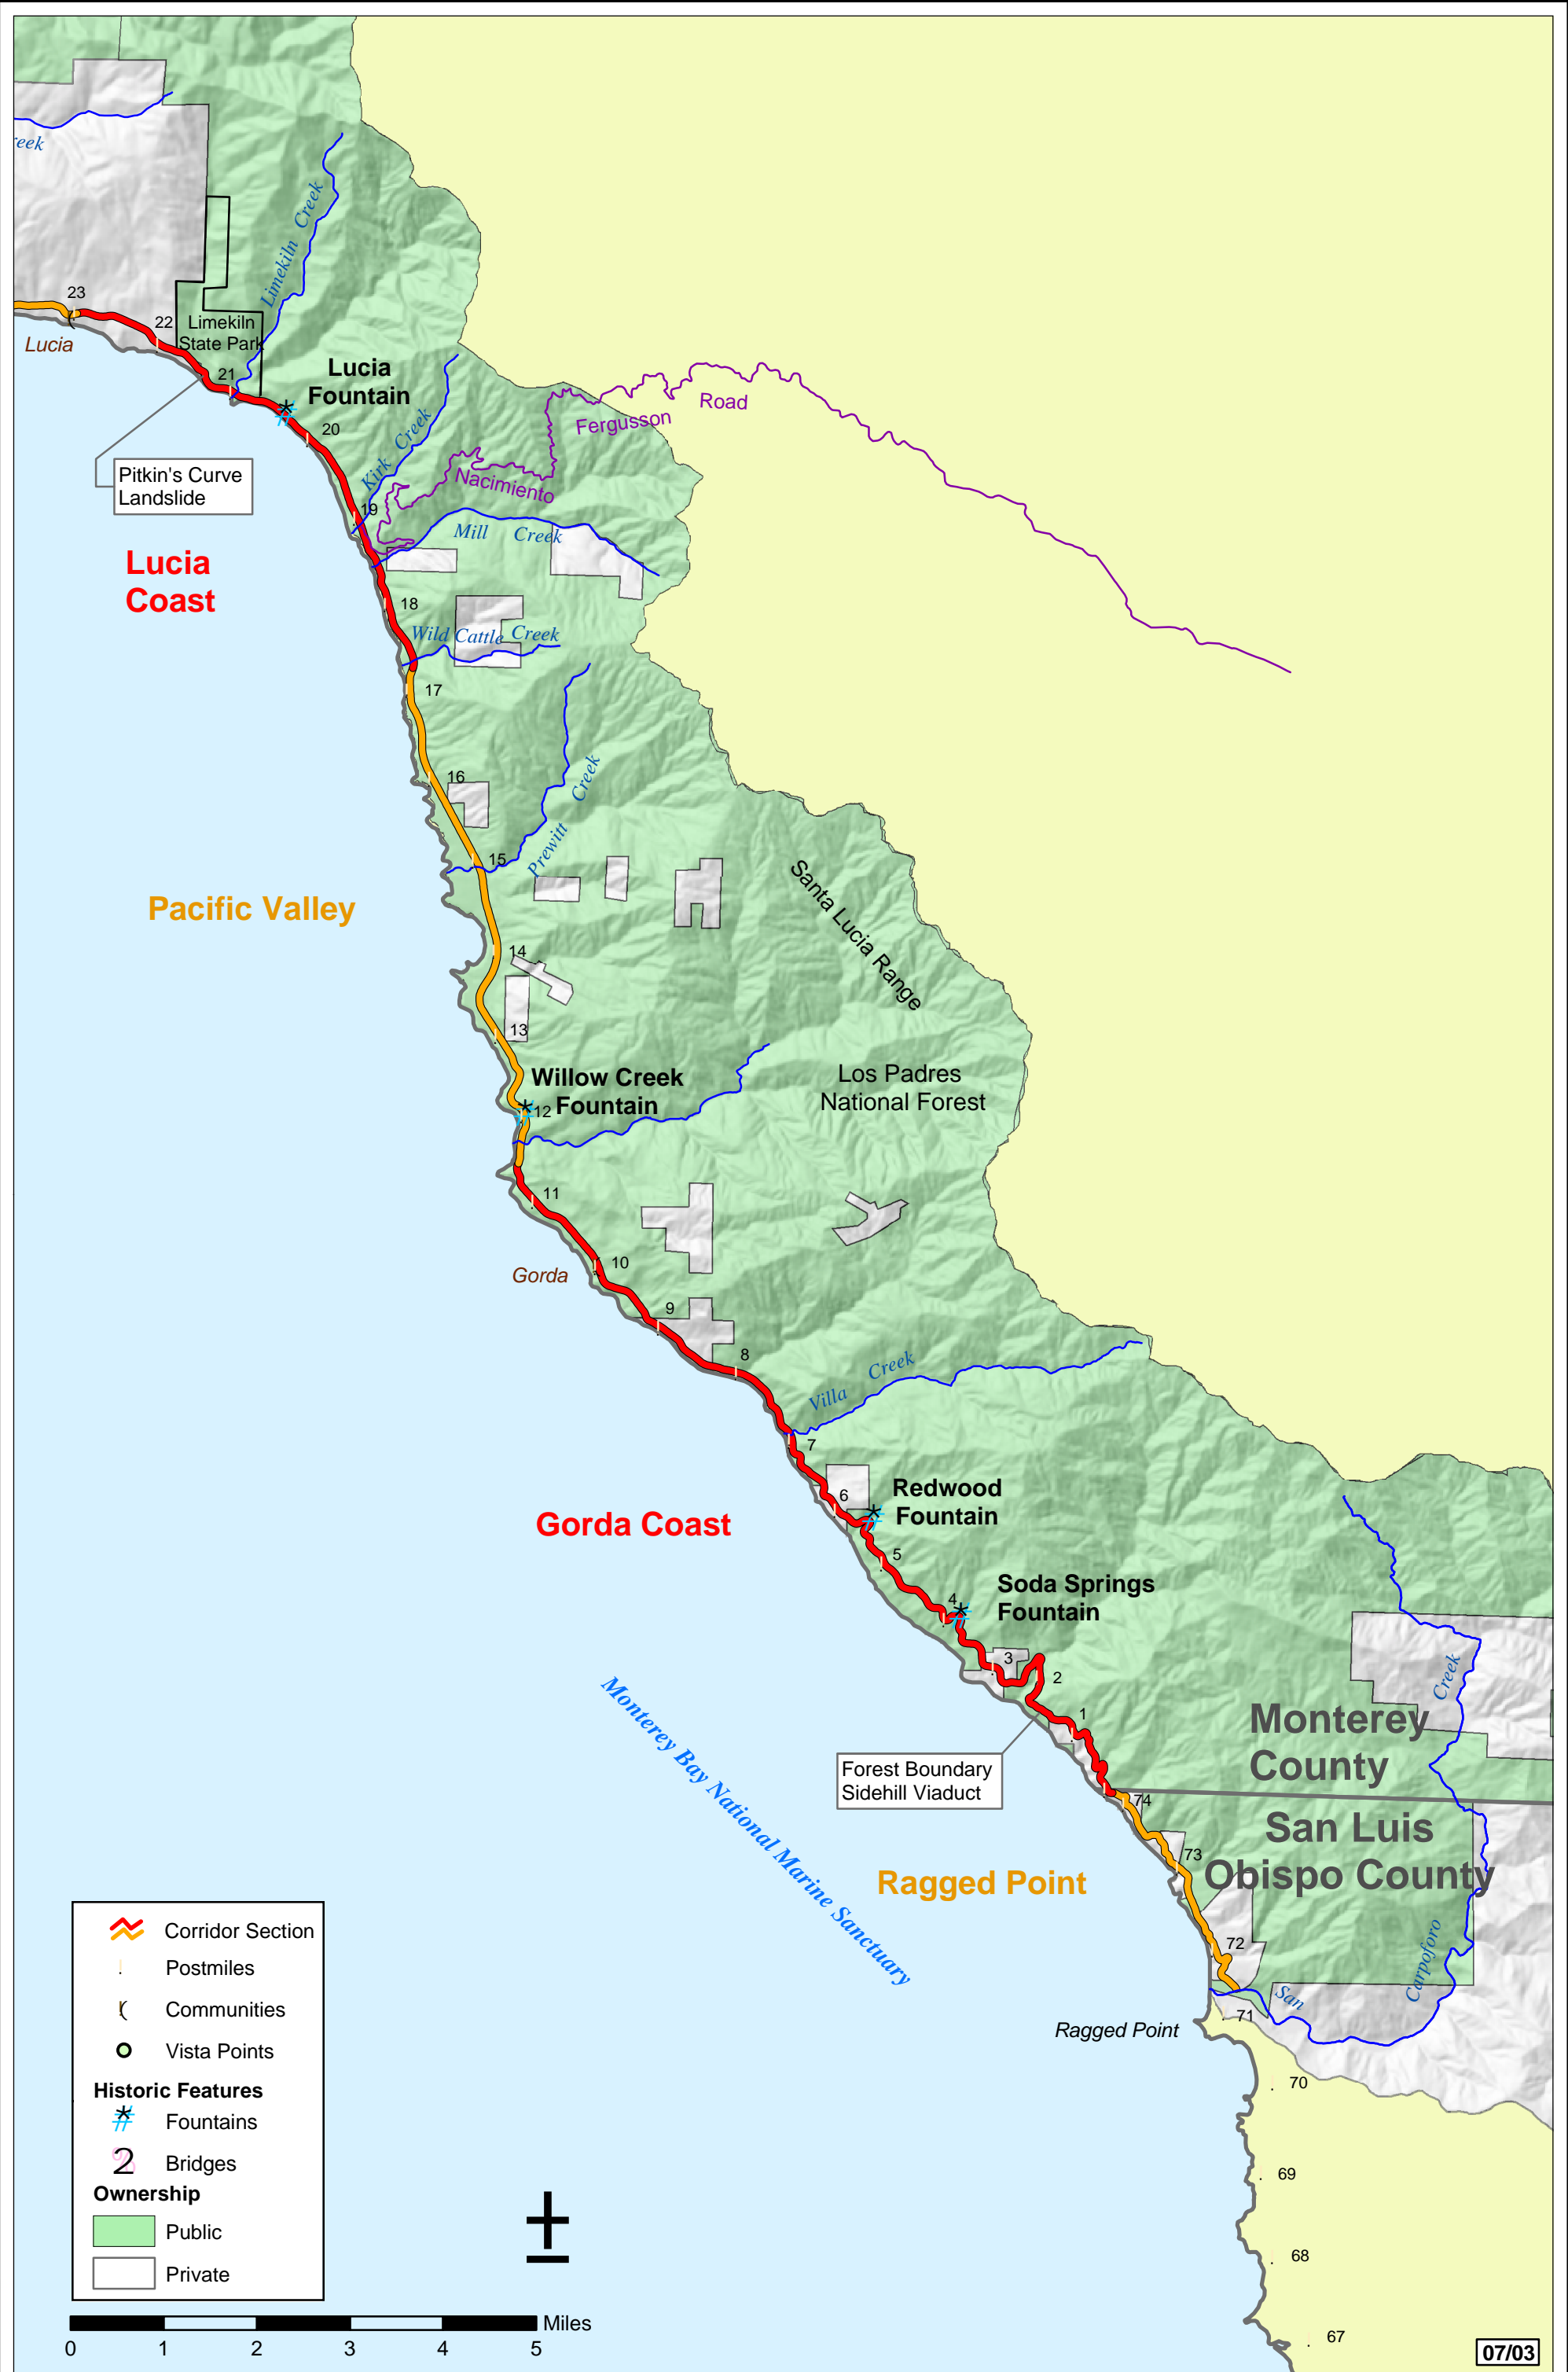 reek
Limekiln Creek
23
22
Limekiln
State Park
Lucia
21
Lucia
Fountain
20
Kirk Creek
Fergusson Road
Nacimiento
Pitkin's Curve
Landslide
19
Mill Creek
Lucia
Coast
18
Wild Cattle Creek
17
16
Prewitt Creek
15
Santa Lucia Range
Pacific Valley
14
13
Willow Creek
Fountain
12
Los Padres
National Forest
11
10
Gorda
9
8
Villa Creek
7
6
Redwood
Fountain
Gorda Coast
5
4
Soda Springs
Fountain
3
2
1
Monterey Bay National Marine Sanctuary
Forest Boundary
Sidehill Viaduct
Monterey
County
74
San Luis
Obispo County
73
Ragged Point
72
San Carpoforo Creek
71
Ragged Point
70
69
68
67
Corridor Section
Postmiles
Communities
Vista Points
Historic Features
Fountains
Bridges
Ownership
Public
Private
Miles
0 1 2 3 4 5
07/03